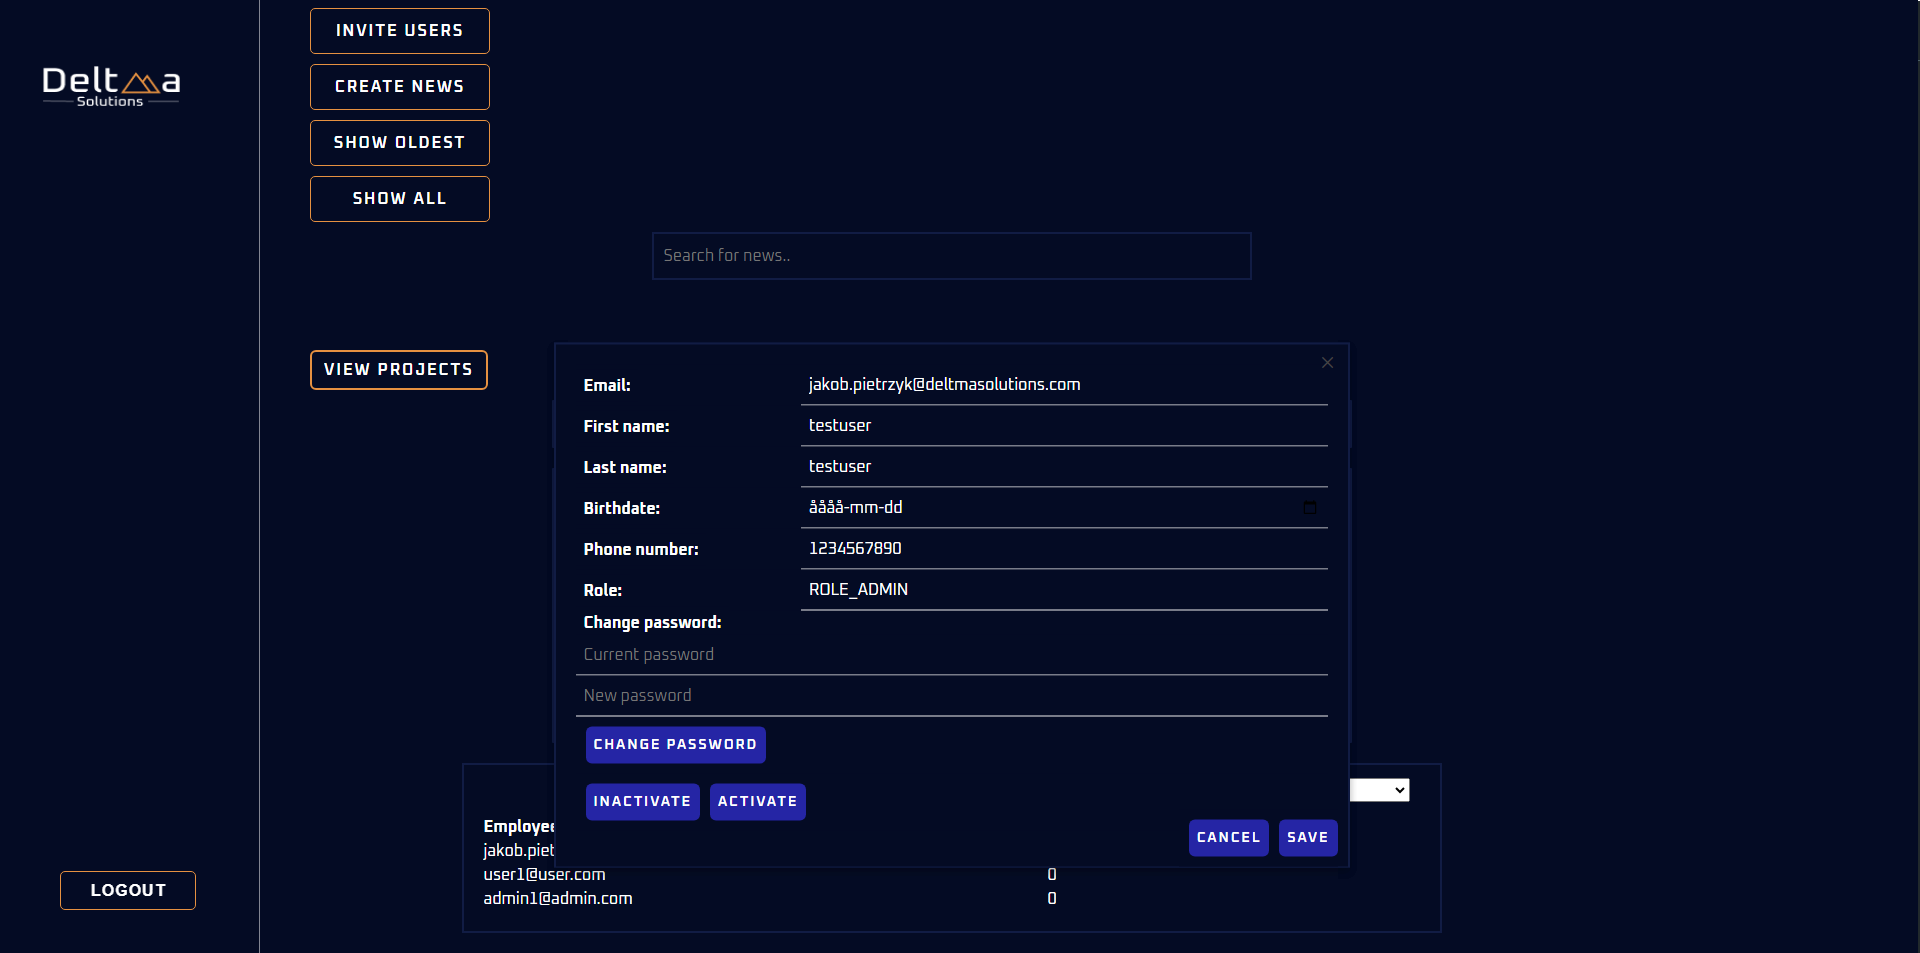 Deltma
Solutions
INVITE USERS
CREATE NEWS
SHOW OLDEST
SHOW ALL
Search for news..
VIEW PROJECTS
Email: jakob.pietrzyk@deltmasolutions.com
First name: testuser
Last name: testuser
Birthdate: åååå-mm-dd
Phone number: 1234567890
Role: ROLE_ADMIN
Change password:
Current password
New password
CHANGE PASSWORD
INACTIVATE ACTIVATE
CANCEL SAVE
Employee
jakob.piet
user1@user.com 0
admin1@admin.com 0
LOGOUT